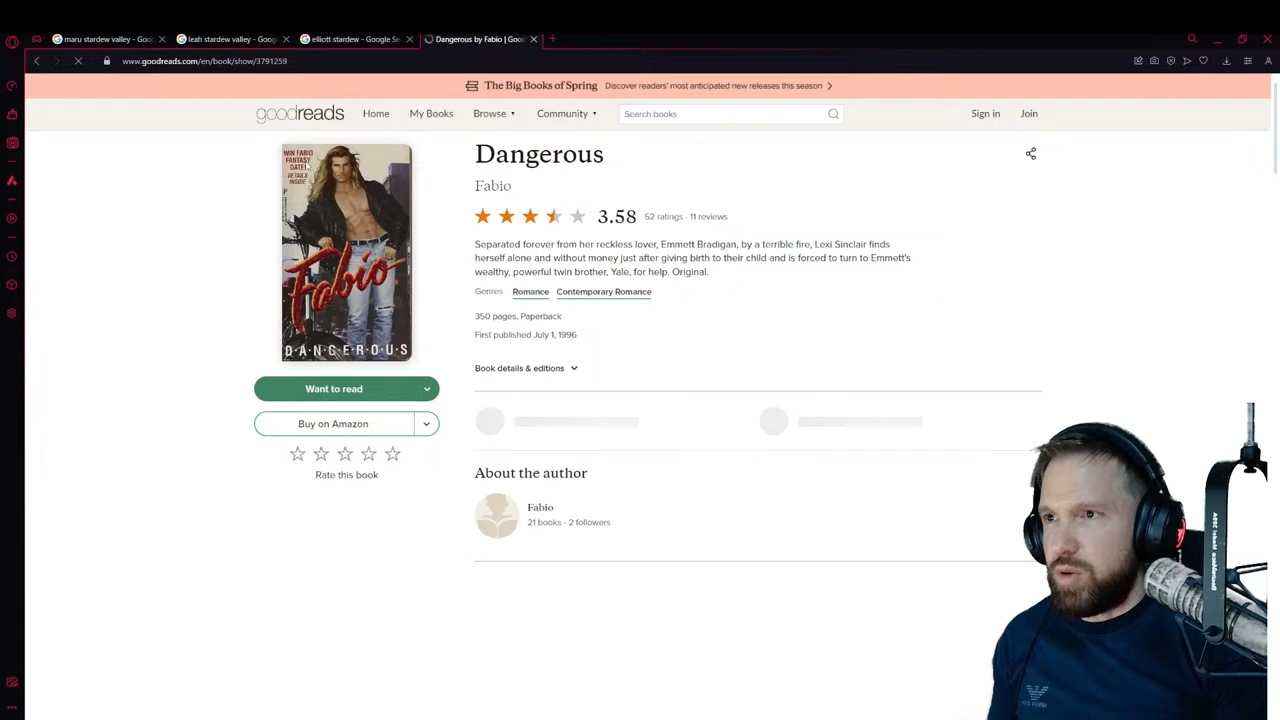 maru stardew valley - Goo
leah stardew valley - Goog
elliott stardew - Google Se
Dangerous by Fabio | Goo
www.goodreads.com/en/book/show/3791259
The Big Books of Spring Discover readers' most anticipated new releases this season
goodreads Home My Books Browse Community Search books Sign in Join
WIN FABIO
FANTASY
DATE!
DETAILS
INSIDE
Fabio
D·A·N·G·E·R·O·U·S
Want to read
Buy on Amazon
Rate this book
Dangerous
Fabio
3.58 52 ratings · 11 reviews
Separated forever from her reckless lover, Emmett Bradigan, by a terrible fire, Lexi Sinclair finds
herself alone and without money just after giving birth to their child and is forced to turn to Emmett's
wealthy, powerful twin brother, Yale, for help. Original.
Genres Romance Contemporary Romance
350 pages, Paperback
First published July 1, 1996
Book details & editions
About the author
Fabio
21 books · 2 followers